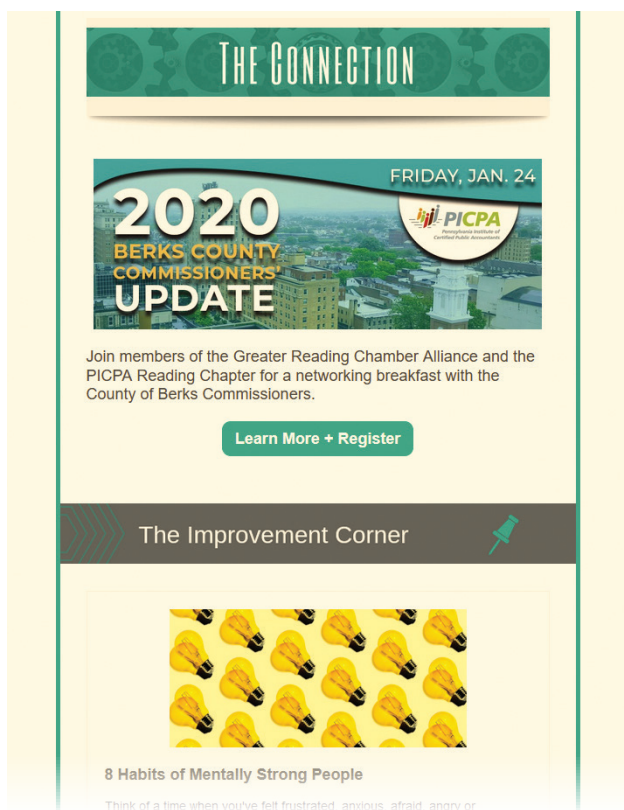 THE CONNECTION
FRIDAY, JAN. 24
2020
BERKS COUNTY
COMMISSIONERS'
UPDATE
PICPA
Pennsylvania Institute of
Certified Public Accountants
Join members of the Greater Reading Chamber Alliance and the
PICPA Reading Chapter for a networking breakfast with the
County of Berks Commissioners.
Learn More + Register
The Improvement Corner
8 Habits of Mentally Strong People
Think of a time when you've felt frustrated, anxious, afraid, angry or